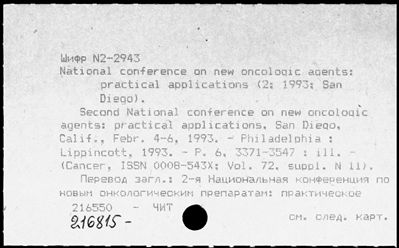 Шифр N2-2943
National conference on new oncologic agents:
practical applications (2; 1993; San
Diego).
Second National conference on new oncologic
agents: practical applications, San Diego,
Calif., Febr. 4-6, 1993. - Philadelphia :
Lippincott, 1993. - P. 6, 3371-3547 : ill. -
(Cancer, ISSN 0008-543X; Vol. 72, suppl. N 11).
Перевод загл.: 2-я Национальная конференция по
новым онкологическим препаратам: практическое
216550 - ЧИТ
216815-
см. след. карт.